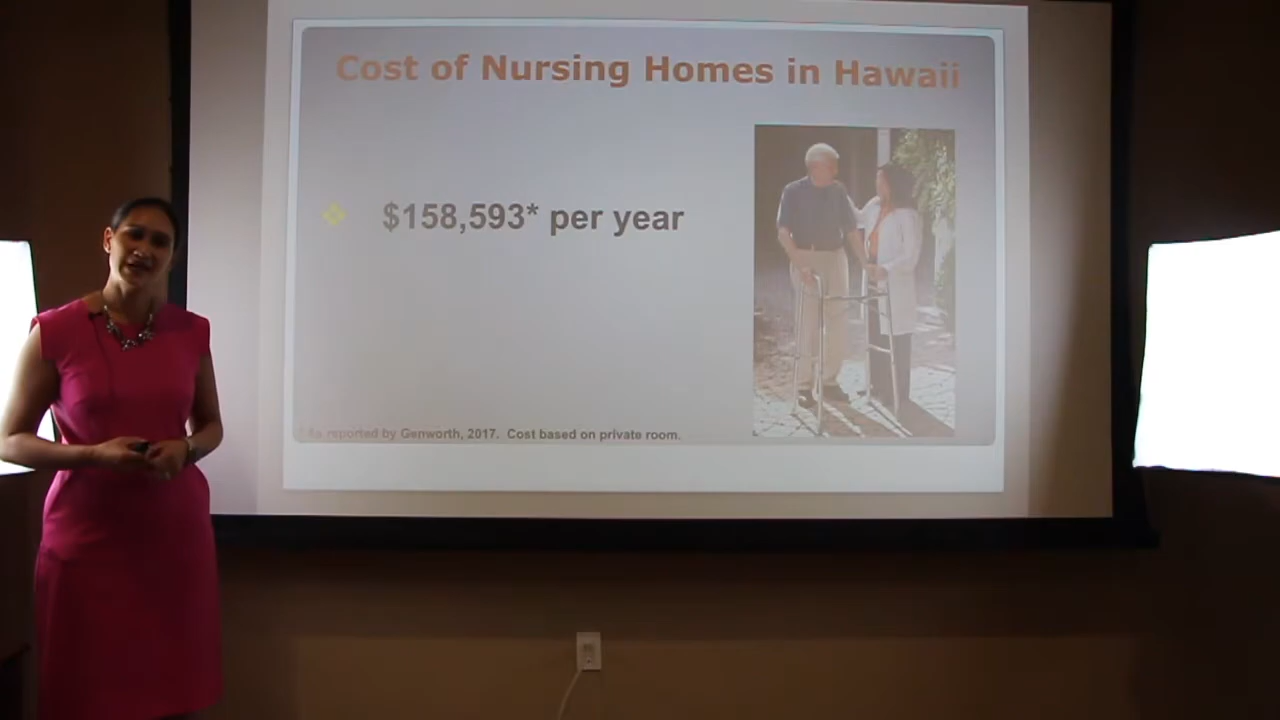 Cost of Nursing Homes in Hawaii
$158,593* per year
* As reported by Genworth, 2017. Cost based on private room.